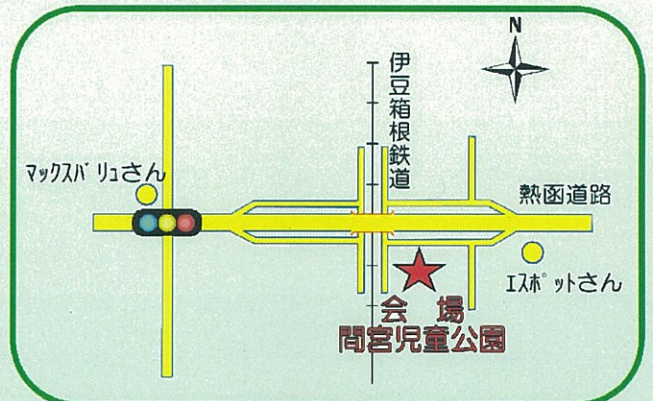 N
伊豆箱根鉄道
マックスバリュさん
熱函道路
エスポットさん
会 場
間宮児童公園